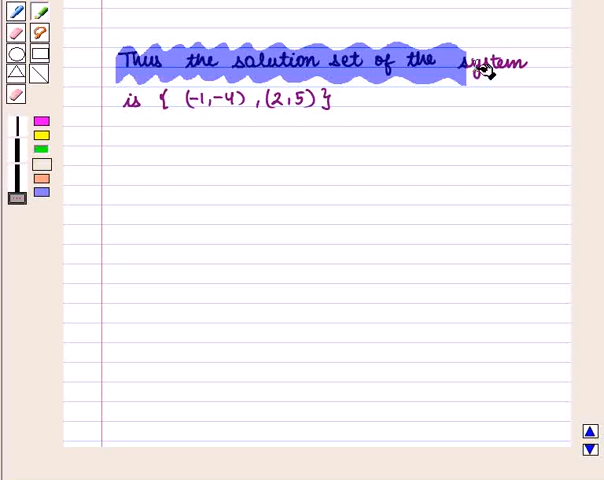 Thus the solution set of the system
is { (-1,-4) , (2,5) }